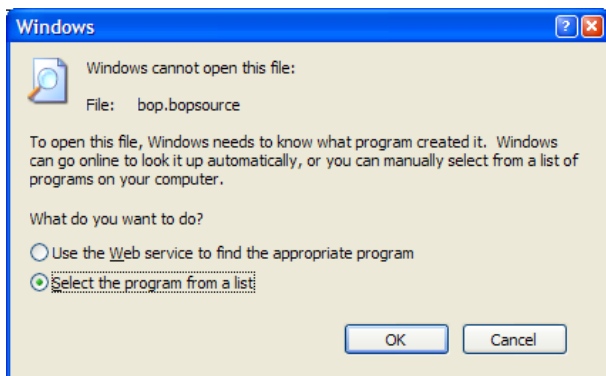 Windows
Windows cannot open this file:
File: bop.bopsource
To open this file, Windows needs to know what program created it. Windows
can go online to look it up automatically, or you can manually select from a list of
programs on your computer.
What do you want to do?
Use the Web service to find the appropriate program
Select the program from a list
OK Cancel